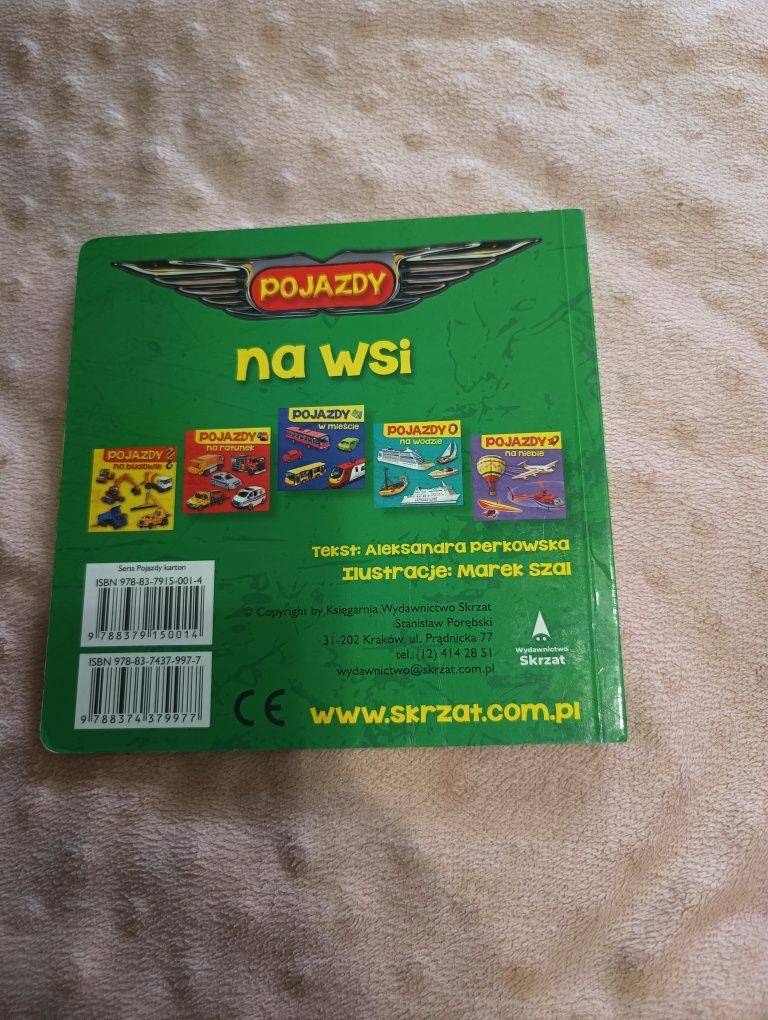 POJAZDY
na wsi
POJAZDY
na budowie
POJAZDY
na ratunek
POJAZDY
w mieście
POJAZDY
na wodzie
POJAZDY
na niebie
Tekst: Aleksandra Perkowska
Ilustracje: Marek Szal
Seria Pojazdy karton
ISBN 978-83-7915-001-4
9 788379 150014
ISBN 978-83-7437-997-7
9 788374 379977
© Copyright by Księgarnia Wydawnictwo Skrzat
Stanisław Porębski
31-202 Kraków, ul. Prądnicka 77
tel. (12) 414 28 51
wydawnictwo@skrzat.com.pl
Wydawnictwo
Skrzat
CE
www.skrzat.com.pl